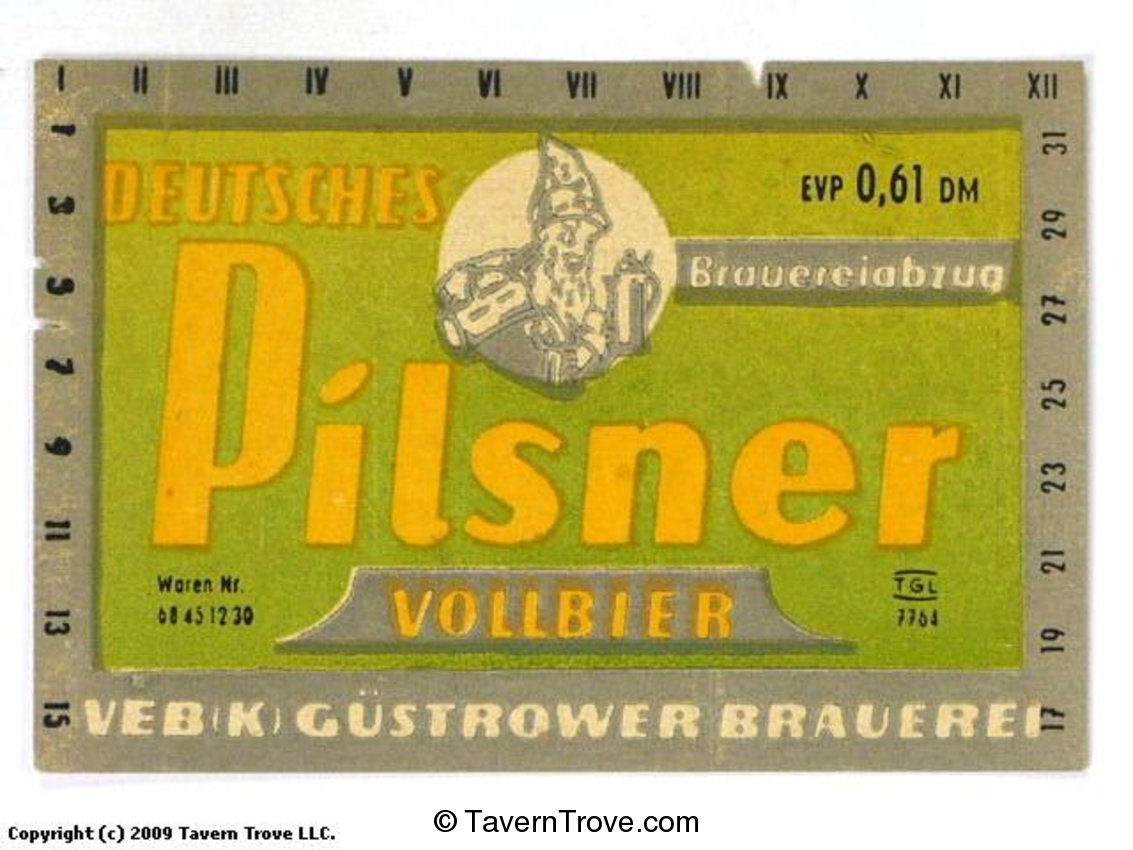 I II III IV V VI VII VIII IX X XI XII
1
3
5
7
9
11
13
15
31
29
27
25
23
21
19
17
DEUTSCHES
Pilsner
EVP 0,61 DM
Brauereiabzug
Waren Nr.
68 45 12 30
VOLLBIER
TGL
7764
VEB (K) GÜSTROWER BRAUEREI
© TavernTrove.com
Copyright (c) 2009 Tavern Trove LLC.